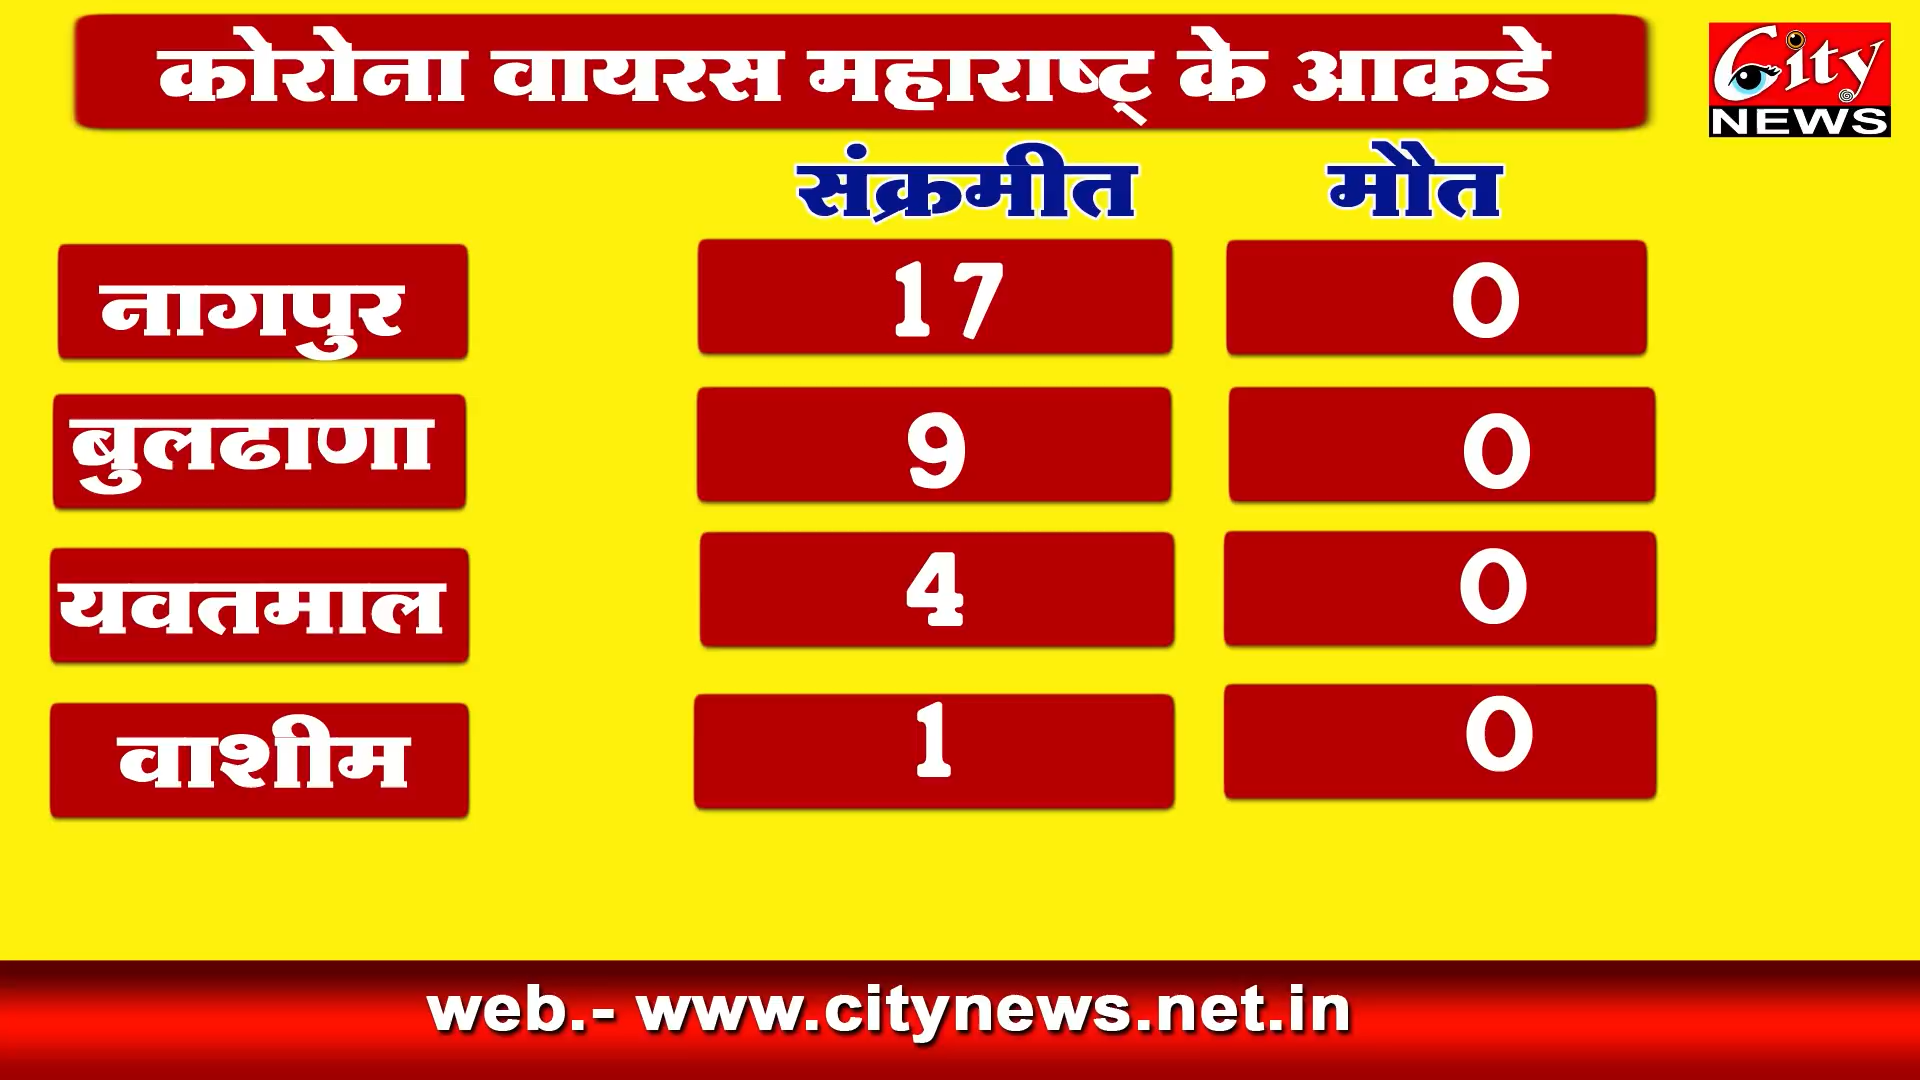 कोरोना वायरस महाराष्ट् के आकडे
City
NEWS
संक्रमीत मौत
नागपुर 17 0
बुलढाणा 9 0
यवतमाल 4 0
वाशीम 1 0
web.- www.citynews.net.in